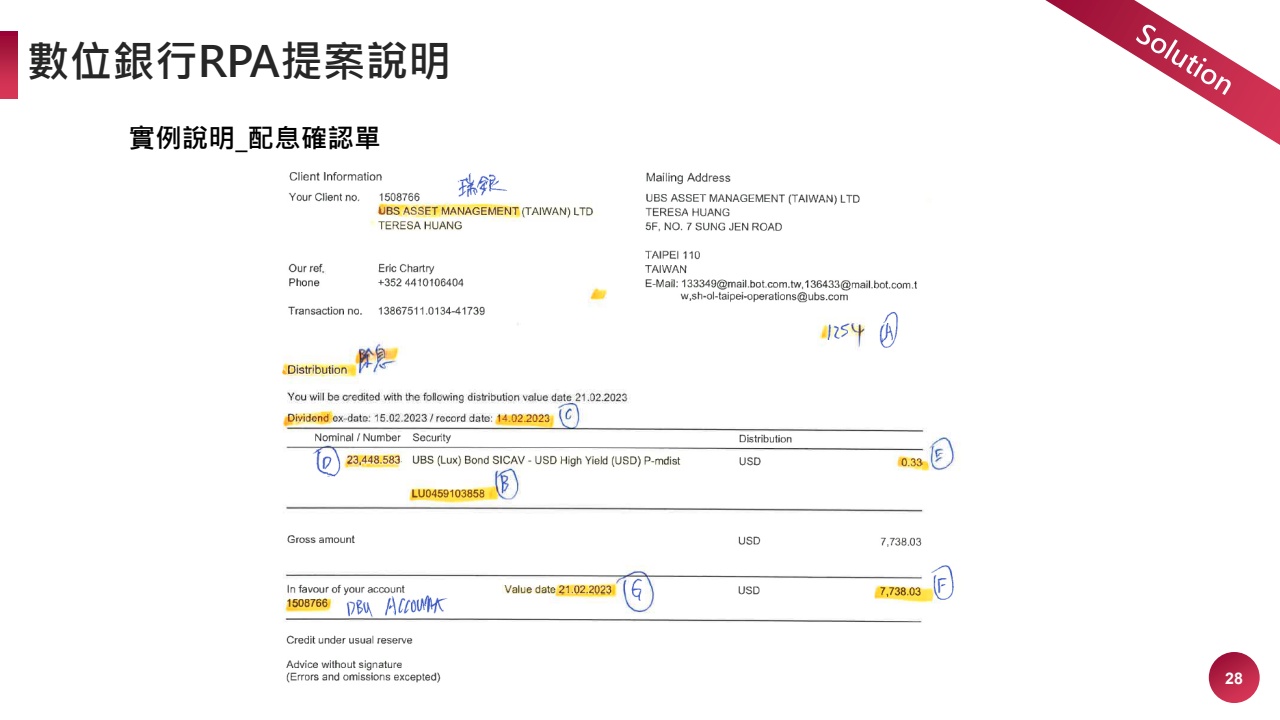 數位銀行RPA提案說明
Solution
實例說明_配息確認單
Client Information
瑞銀
Your Client no. 1508766
UBS ASSET MANAGEMENT (TAIWAN) LTD
TERESA HUANG
Our ref, Eric Chartry
Phone +352 4410106404
Transaction no. 13867511.0134-41739
Mailing Address
UBS ASSET MANAGEMENT (TAIWAN) LTD
TERESA HUANG
5F, NO. 7 SUNG JEN ROAD
TAIPEI 110
TAIWAN
E-Mail: 133349@mail.bot.com.tw,136433@mail.bot.com.t
w,sh-ol-taipei-operations@ubs.com
1254 A
Distribution 除息
You will be credited with the following distribution value date 21.02.2023
Dividend ex-date: 15.02.2023 / record date: 14.02.2023 C
Nominal / Number Security Distribution
D 23,448.583 UBS (Lux) Bond SICAV - USD High Yield (USD) P-mdist USD 0.33 E
LU0459103858 B
Gross amount USD 7,738.03
In favour of your account Value date 21.02.2023 G USD 7,738.03 F
1508766 DBU ACCOUNT
Credit under usual reserve
Advice without signature
(Errors and omissions excepted)
28